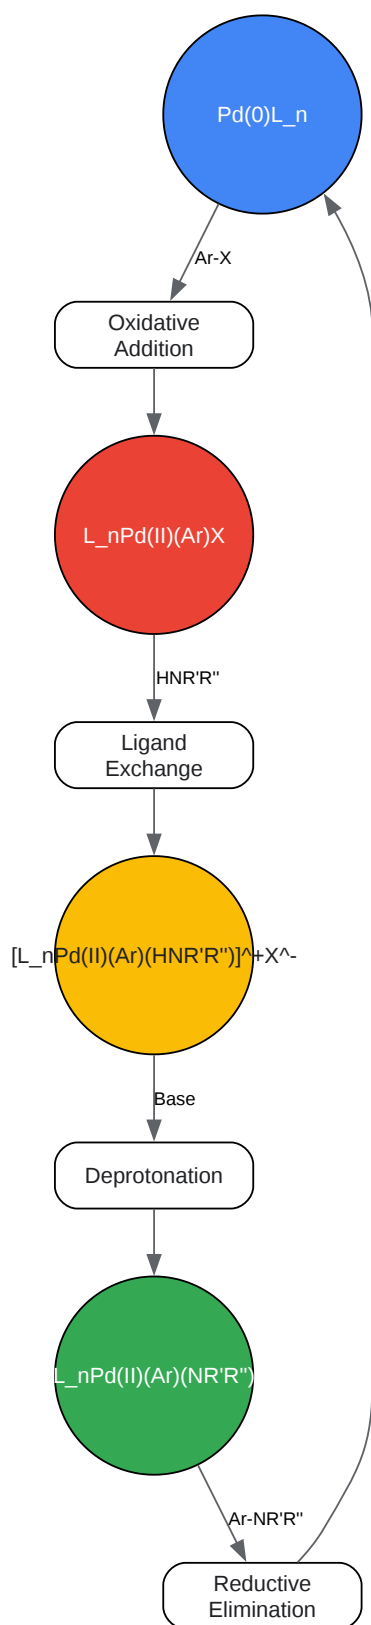 Pd(0)L_n
Ar-X
Oxidative
Addition
L_nPd(II)(Ar)X
HNR'R"
Ligand
Exchange
[L_nPd(II)(Ar)(HNR'R")]^+X^-
Base
Deprotonation
L_nPd(II)(Ar)(NR'R")
Ar-NR'R"
Reductive
Elimination